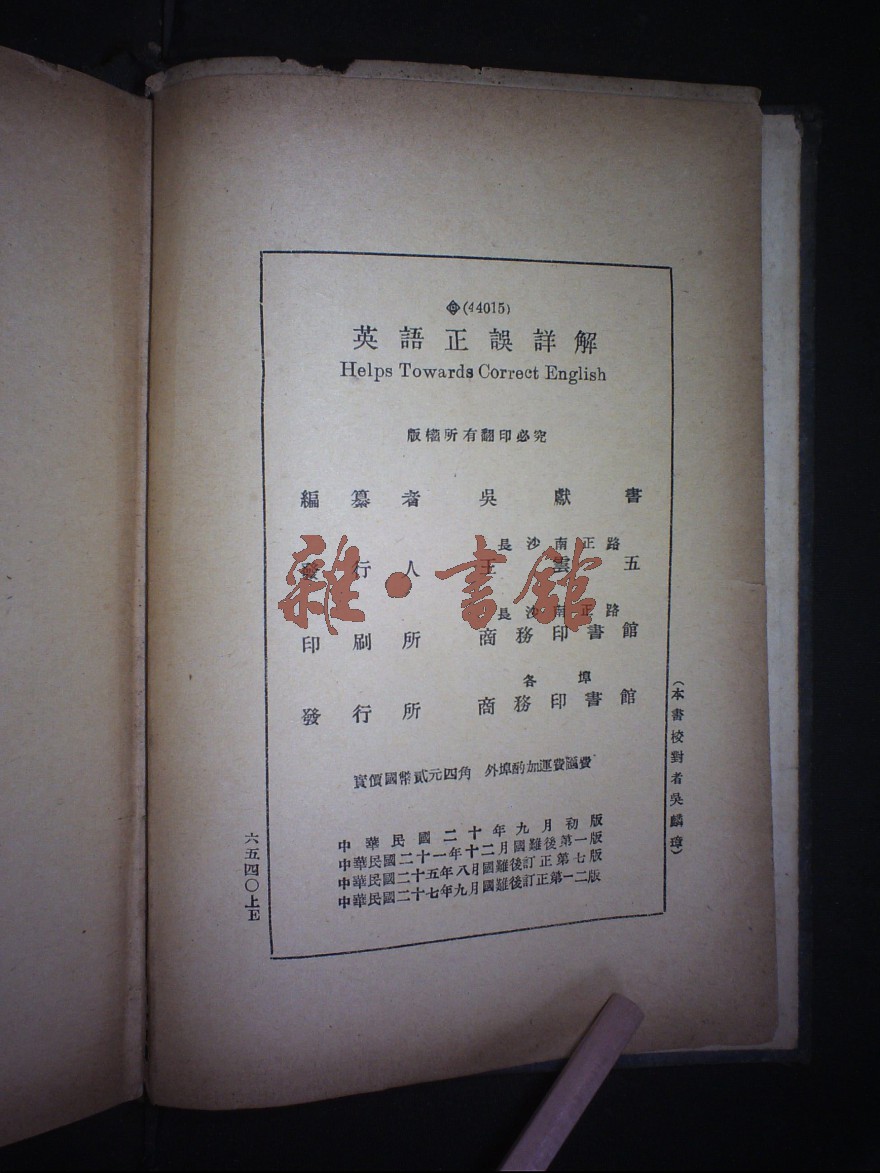 (44015)
英語正誤詳解
Helps Towards Correct English
版權所有翻印必究
編纂者 吳獻書
長沙南正路
發行人 王雲五
雜·書館
長沙南正路
印刷所 商務印書館
各埠
發行所 商務印書館
實價國幣貳元四角 外埠酌加運費匯費
中華民國二十年九月初版
中華民國二十一年十二月國難後第一版
中華民國二十五年八月國難後訂正第七版
中華民國二十七年九月國難後訂正第一二版
(本書校對者吳麟璋)
六五四〇上E